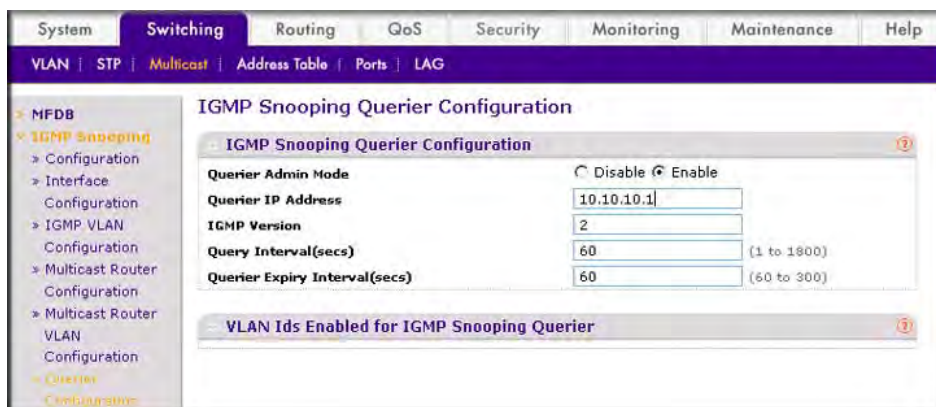 System Switching Routing QoS Security Monitoring Maintenance Help
VLAN | STP | Multicast | Address Table | Ports | LAG
MFDB
IGMP Snooping
» Configuration
» Interface
Configuration
» IGMP VLAN
Configuration
» Multicast Router
Configuration
» Multicast Router
VLAN
Configuration
» Querier
Configuration
IGMP Snooping Querier Configuration
IGMP Snooping Querier Configuration
Querier Admin Mode Disable Enable
Querier IP Address 10.10.10.1
IGMP Version 2
Query Interval(secs) 60 (1 to 1800)
Querier Expiry Interval(secs) 60 (60 to 300)
VLAN Ids Enabled for IGMP Snooping Querier